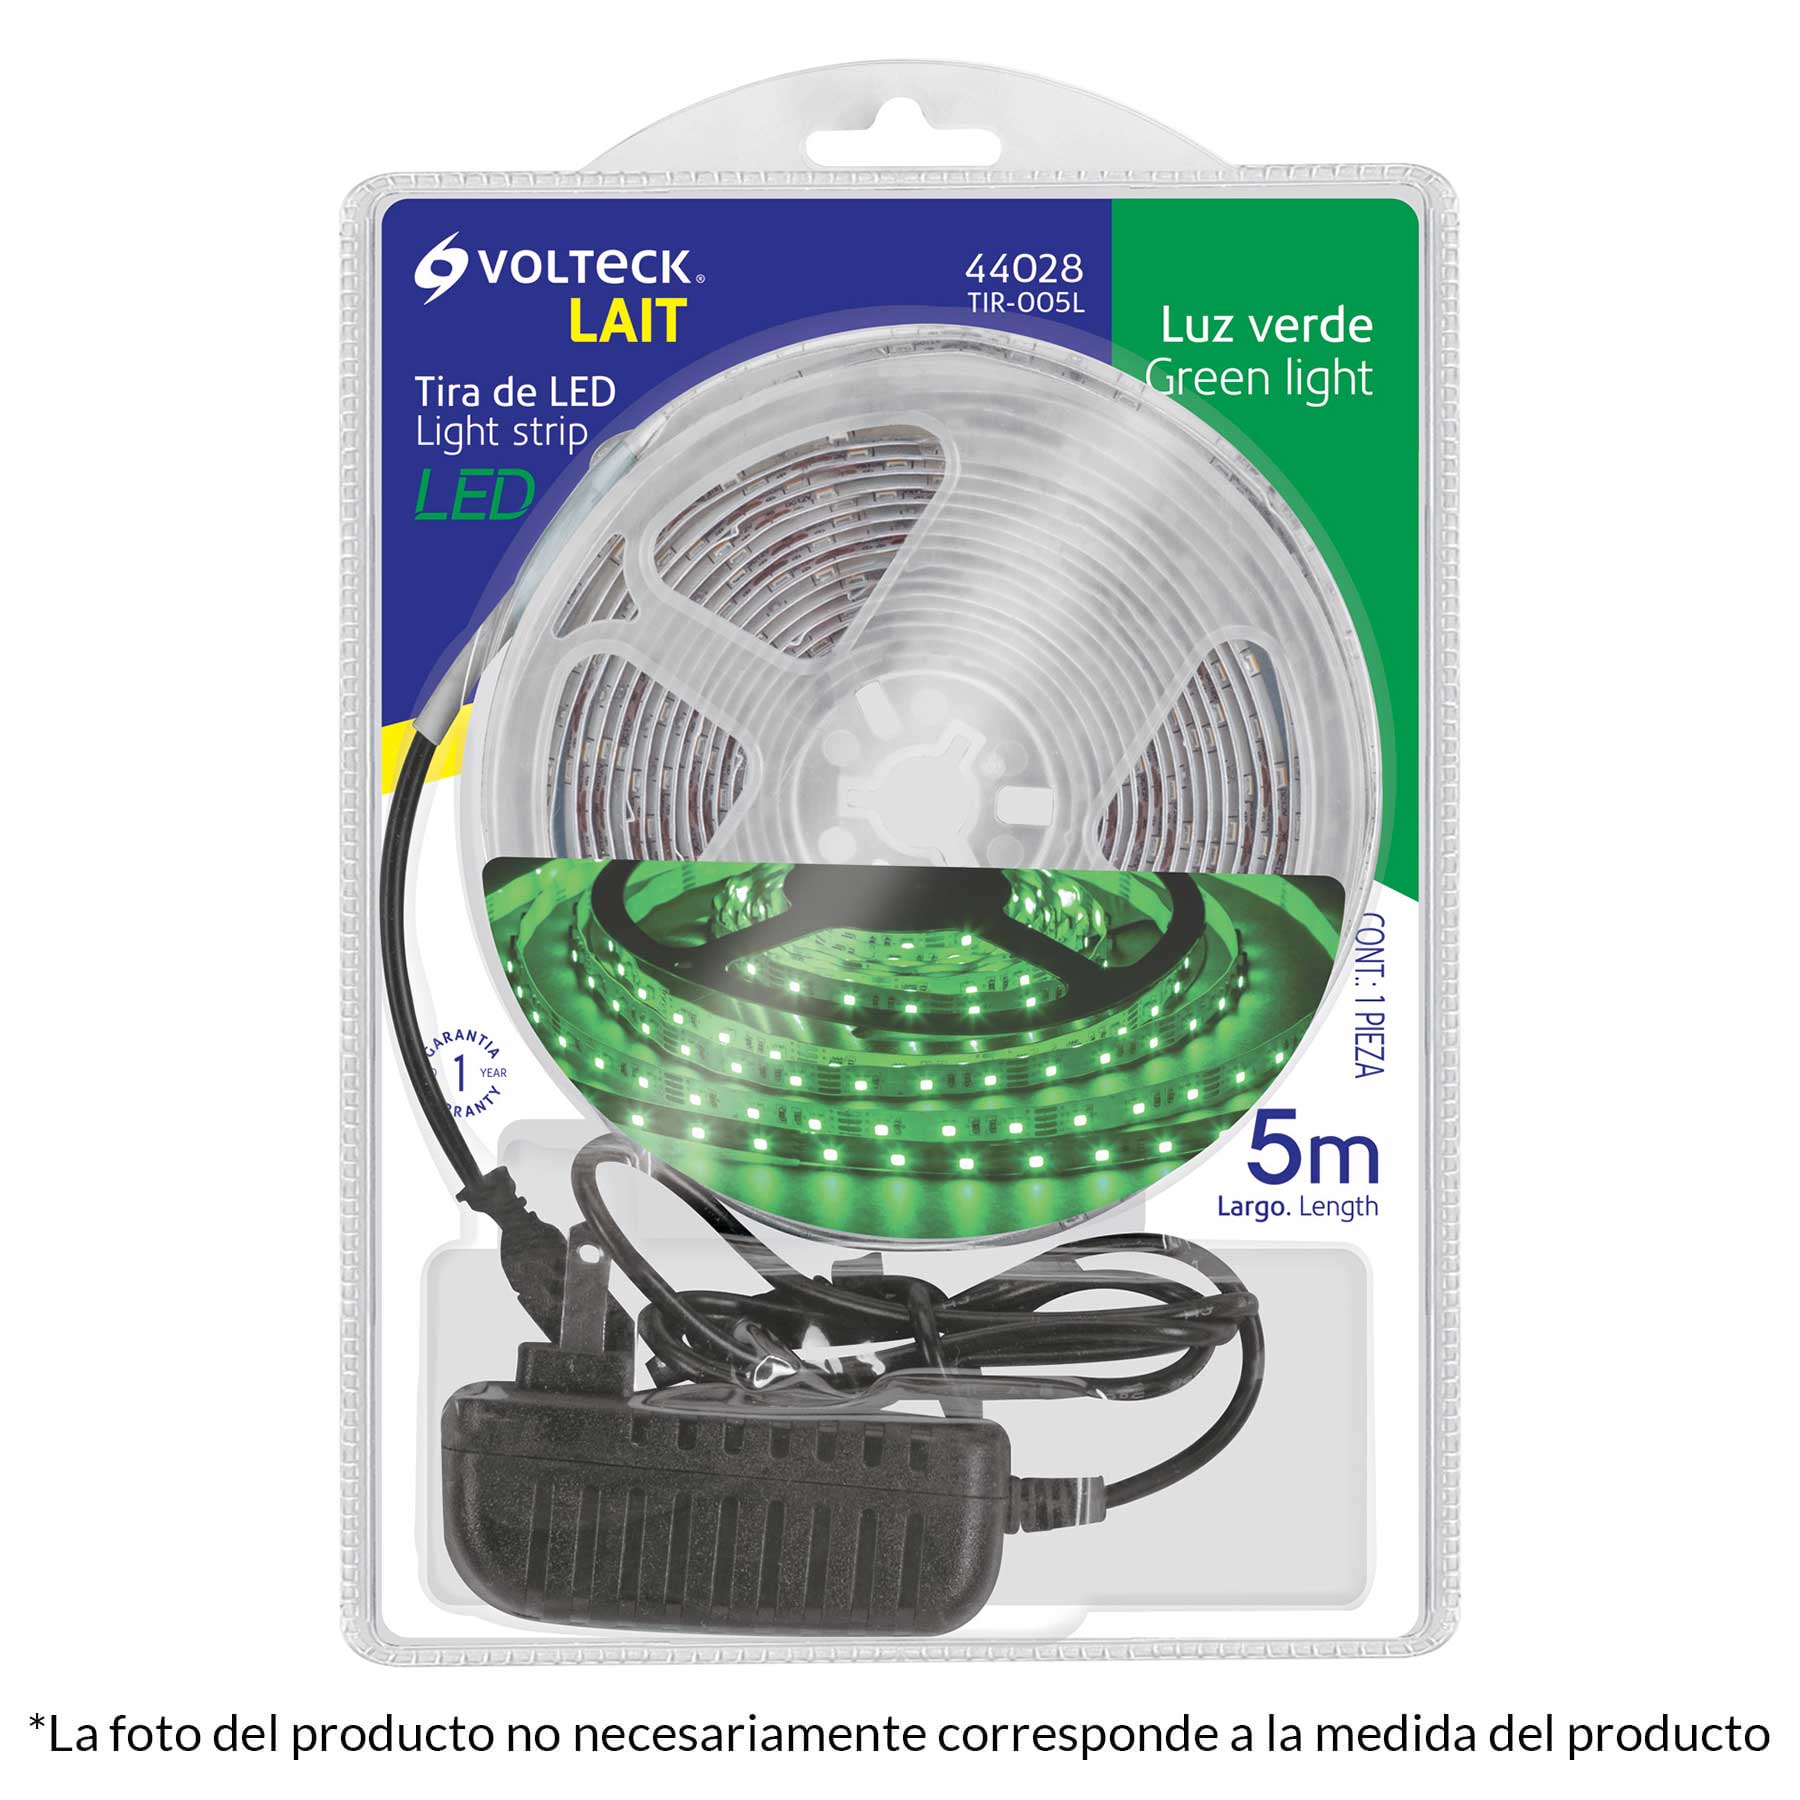 VOLTECK®
LAIT
44028
TIR-005L
Luz verde
Green light
Tira de LED
Light strip
LED
CONT.: 1 PIEZA
GARANTIA
1 YEAR
5m
Largo. Length
*La foto del producto no necesariamente corresponde a la medida del producto